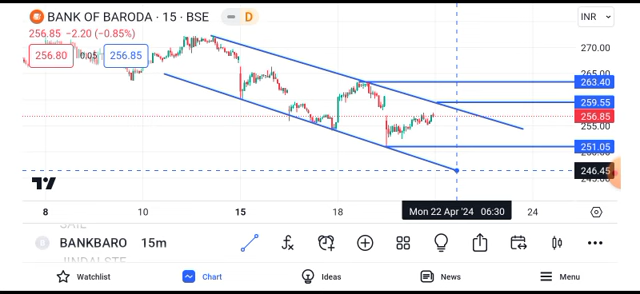 BANK OF BARODA · 15 · BSE
D
INR
256.85 −2.20 (−0.85%)
256.80
0.05
256.85
270.00
265.00
263.40
259.55
256.85
255.00
251.05
246.45
8
10
15
18
Mon 22 Apr '24 06:30
24
B BANKBARO 15m
Watchlist
Chart
Ideas
News
Menu